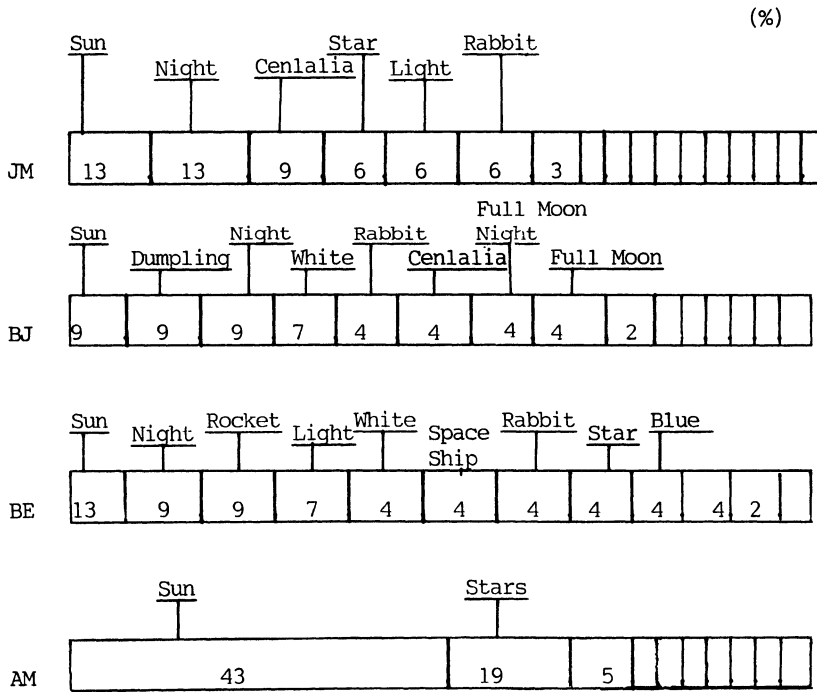 (%)
Sun Star Rabbit
Night Cenlalia Light
JM 13 13 9 6 6 6 3
Full Moon
Sun Night Rabbit Night
Dumpling White Cenlalia Full Moon
BJ 9 9 9 7 4 4 4 4 2
Sun Rocket White Rabbit Blue
Night Light Space Star
Ship
BE 13 9 9 7 4 4 4 4 4 4 2
Sun Stars
AM 43 19 5